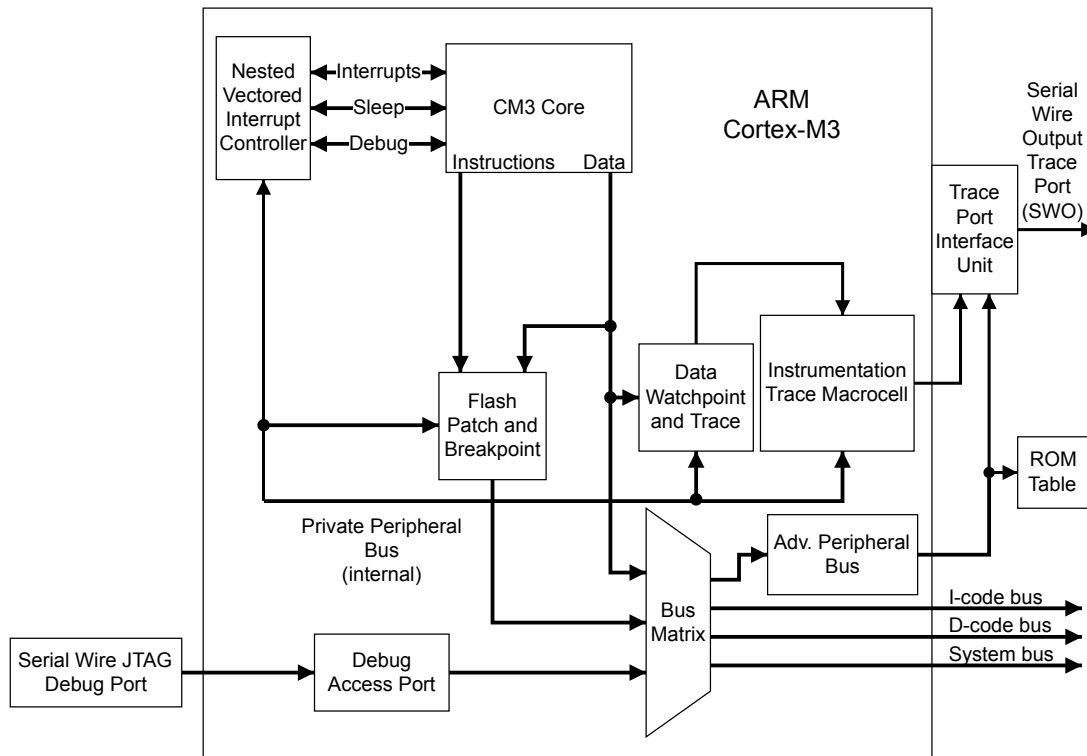 Nested
Vectored
Interrupt
Controller
Interrupts
Sleep
Debug
CM3 Core
Instructions Data
ARM
Cortex-M3
Serial
Wire
Output
Trace
Port
(SWO)
Trace
Port
Interface
Unit
Flash
Patch and
Breakpoint
Data
Watchpoint
and Trace
Instrumentation
Trace Macrocell
ROM
Table
Private Peripheral
Bus
(internal)
Adv. Peripheral
Bus
Bus
Matrix
I-code bus
D-code bus
System bus
Serial Wire JTAG
Debug Port
Debug
Access Port